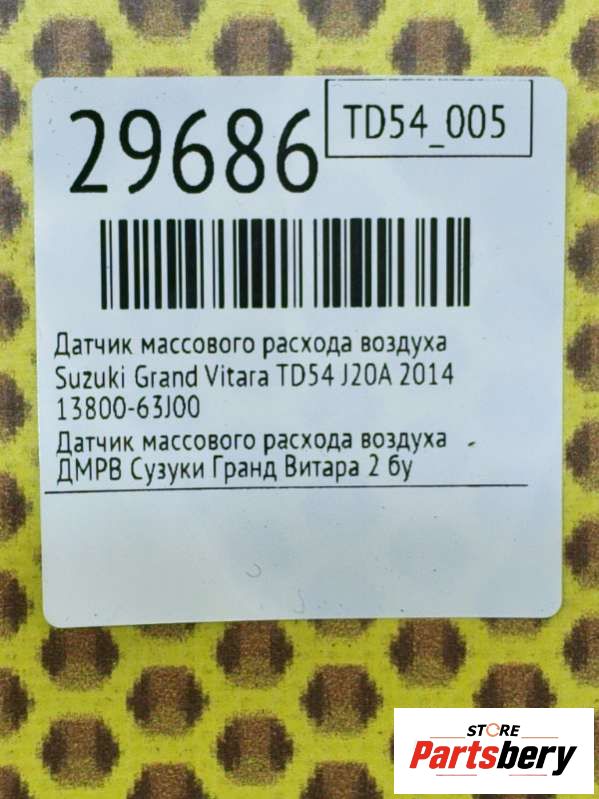 29686
TD54_005
Датчик массового расхода воздуха
Suzuki Grand Vitara TD54 J20A 2014
13800-63J00
Датчик массового расхода воздуха
ДМРВ Сузуки Гранд Витара 2 бу
STORE
Partsbery